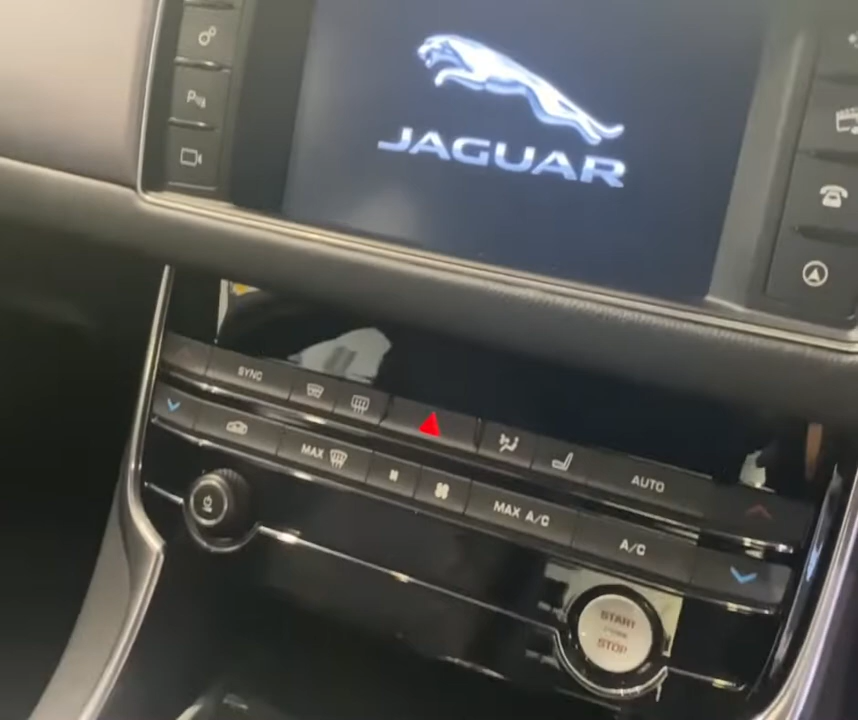 JAGUAR
SYNC
MAX
AUTO
MAX A/C
A/C
START
STOP